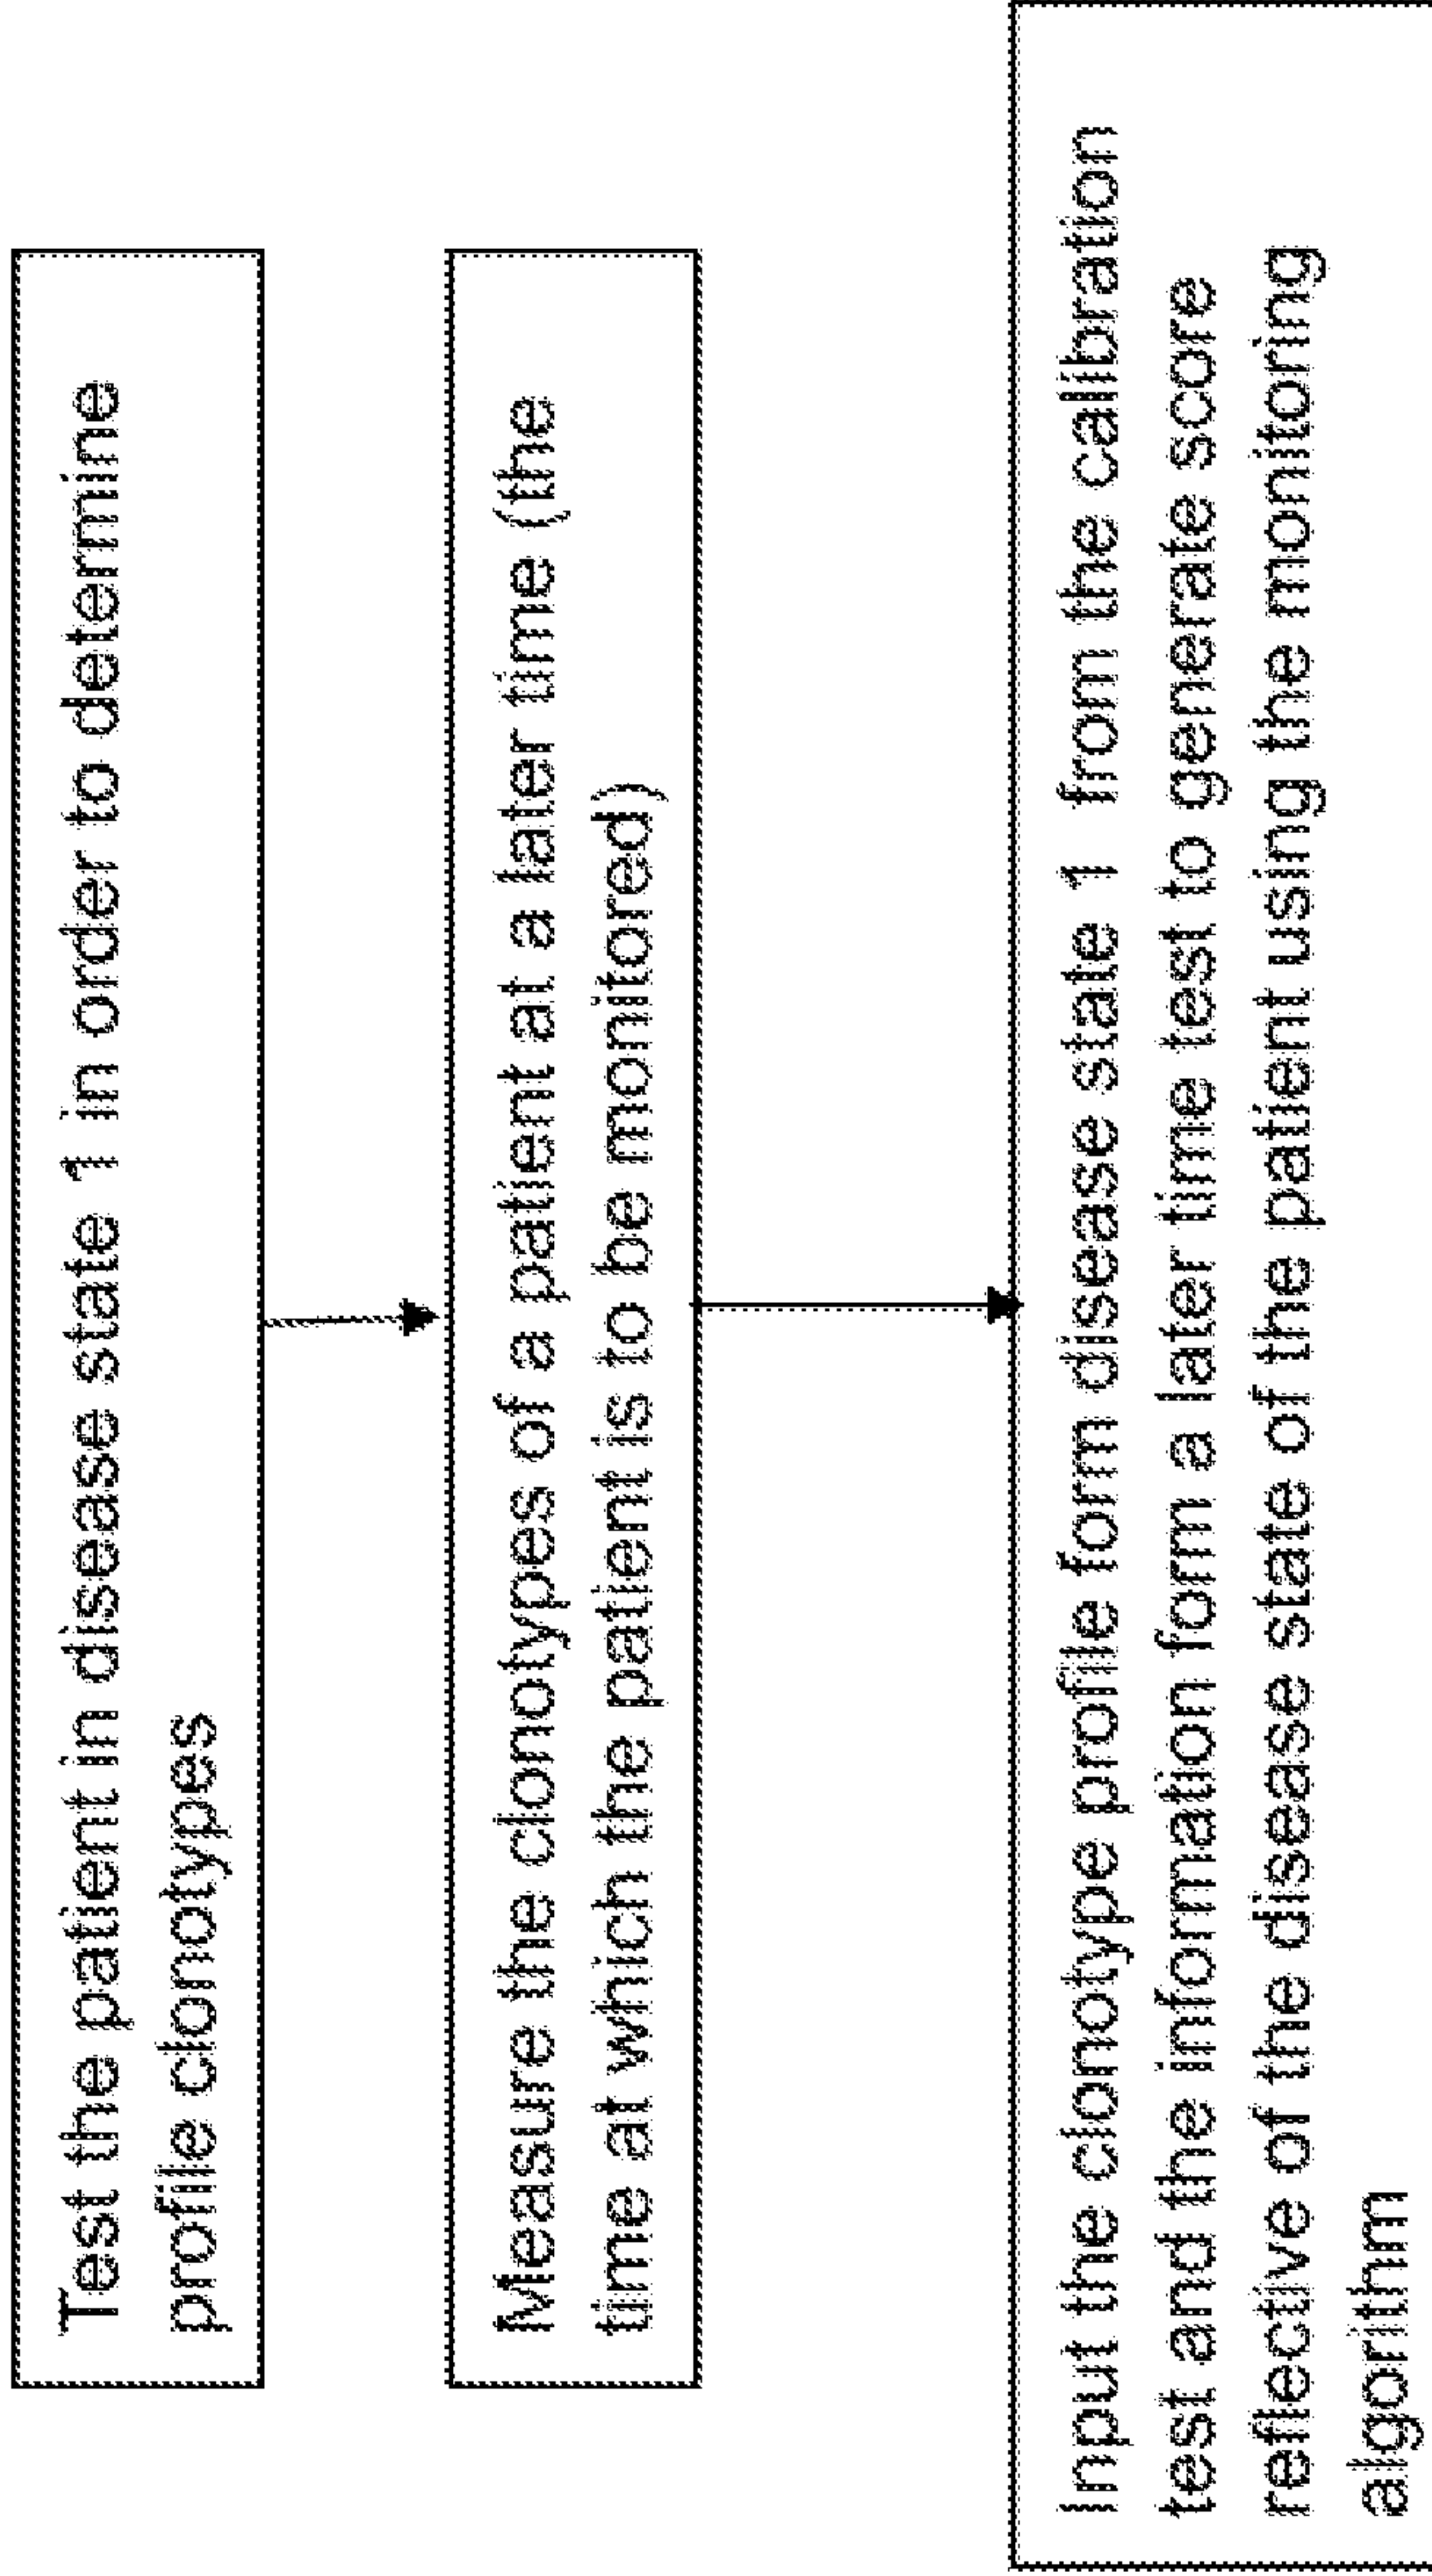 Test the patient in disease state 1 in order to determine
profile clonotypes
Measure the clonotypes of a patient at a later time (the
time at which the patient is to be monitored)
Input the clonotype profile form disease state 1 from the calibration
test and the information form a later time test to generate score
reflective of the disease state of the patient using the monitoring
algorithm